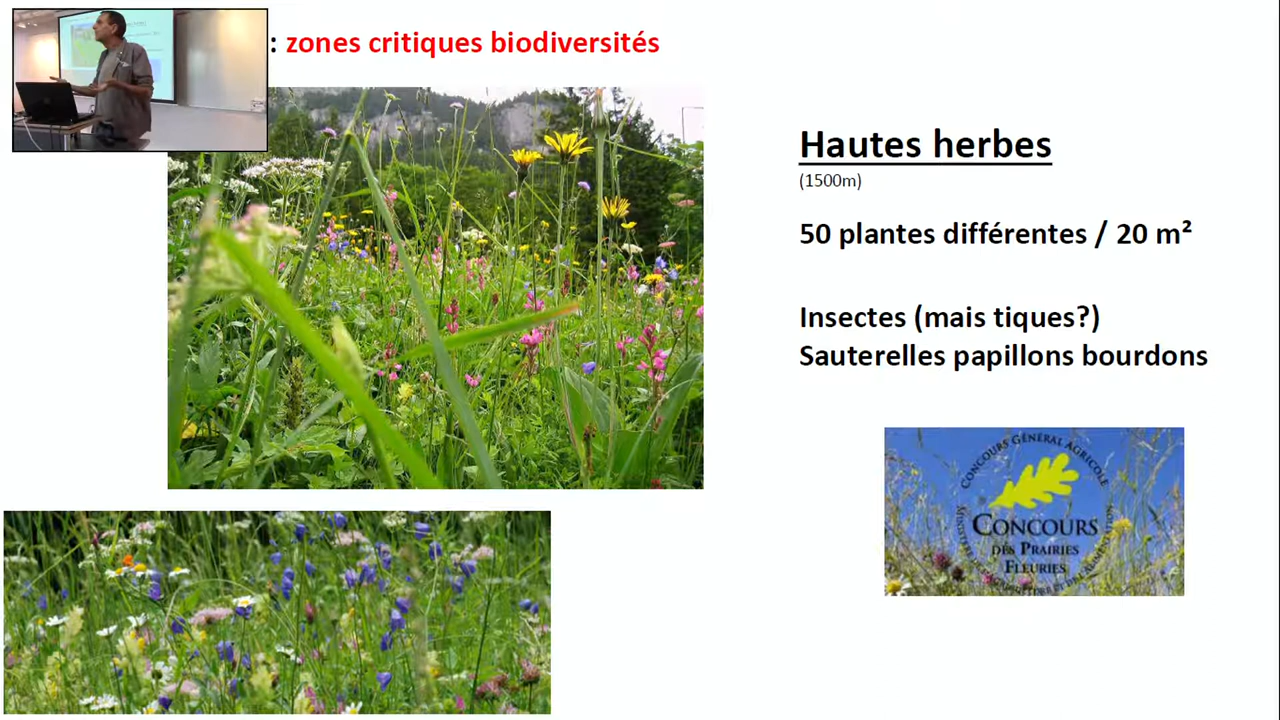 : zones critiques biodiversités
Hautes herbes
(1500m)
50 plantes différentes / 20 m²
Insectes (mais tiques?)
Sauterelles papillons bourdons
CONCOURS GÉNÉRAL AGRICOLE
CONCOURS
DES PRAIRIES
FLEURIES